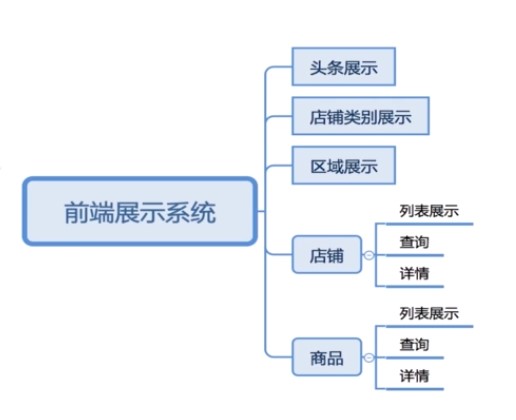 头条展示
店铺类别展示
区域展示
前端展示系统
店铺
列表展示
查询
详情
商品
列表展示
查询
详情